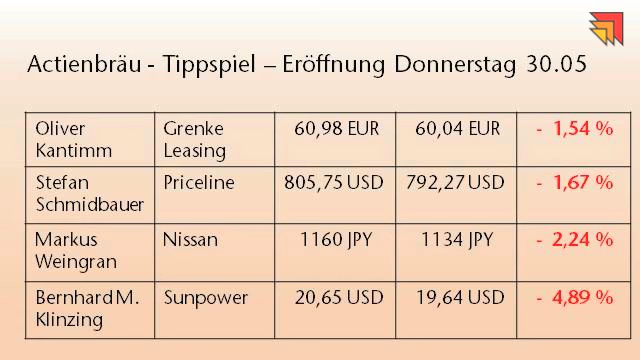 Actienbräu - Tippspiel – Eröffnung Donnerstag 30.05
Oliver Kantimm Grenke Leasing 60,98 EUR 60,04 EUR - 1,54 %
Stefan Schmidbauer Priceline 805,75 USD 792,27 USD - 1,67 %
Markus Weingran Nissan 1160 JPY 1134 JPY - 2,24 %
Bernhard M. Klinzing Sunpower 20,65 USD 19,64 USD - 4,89 %